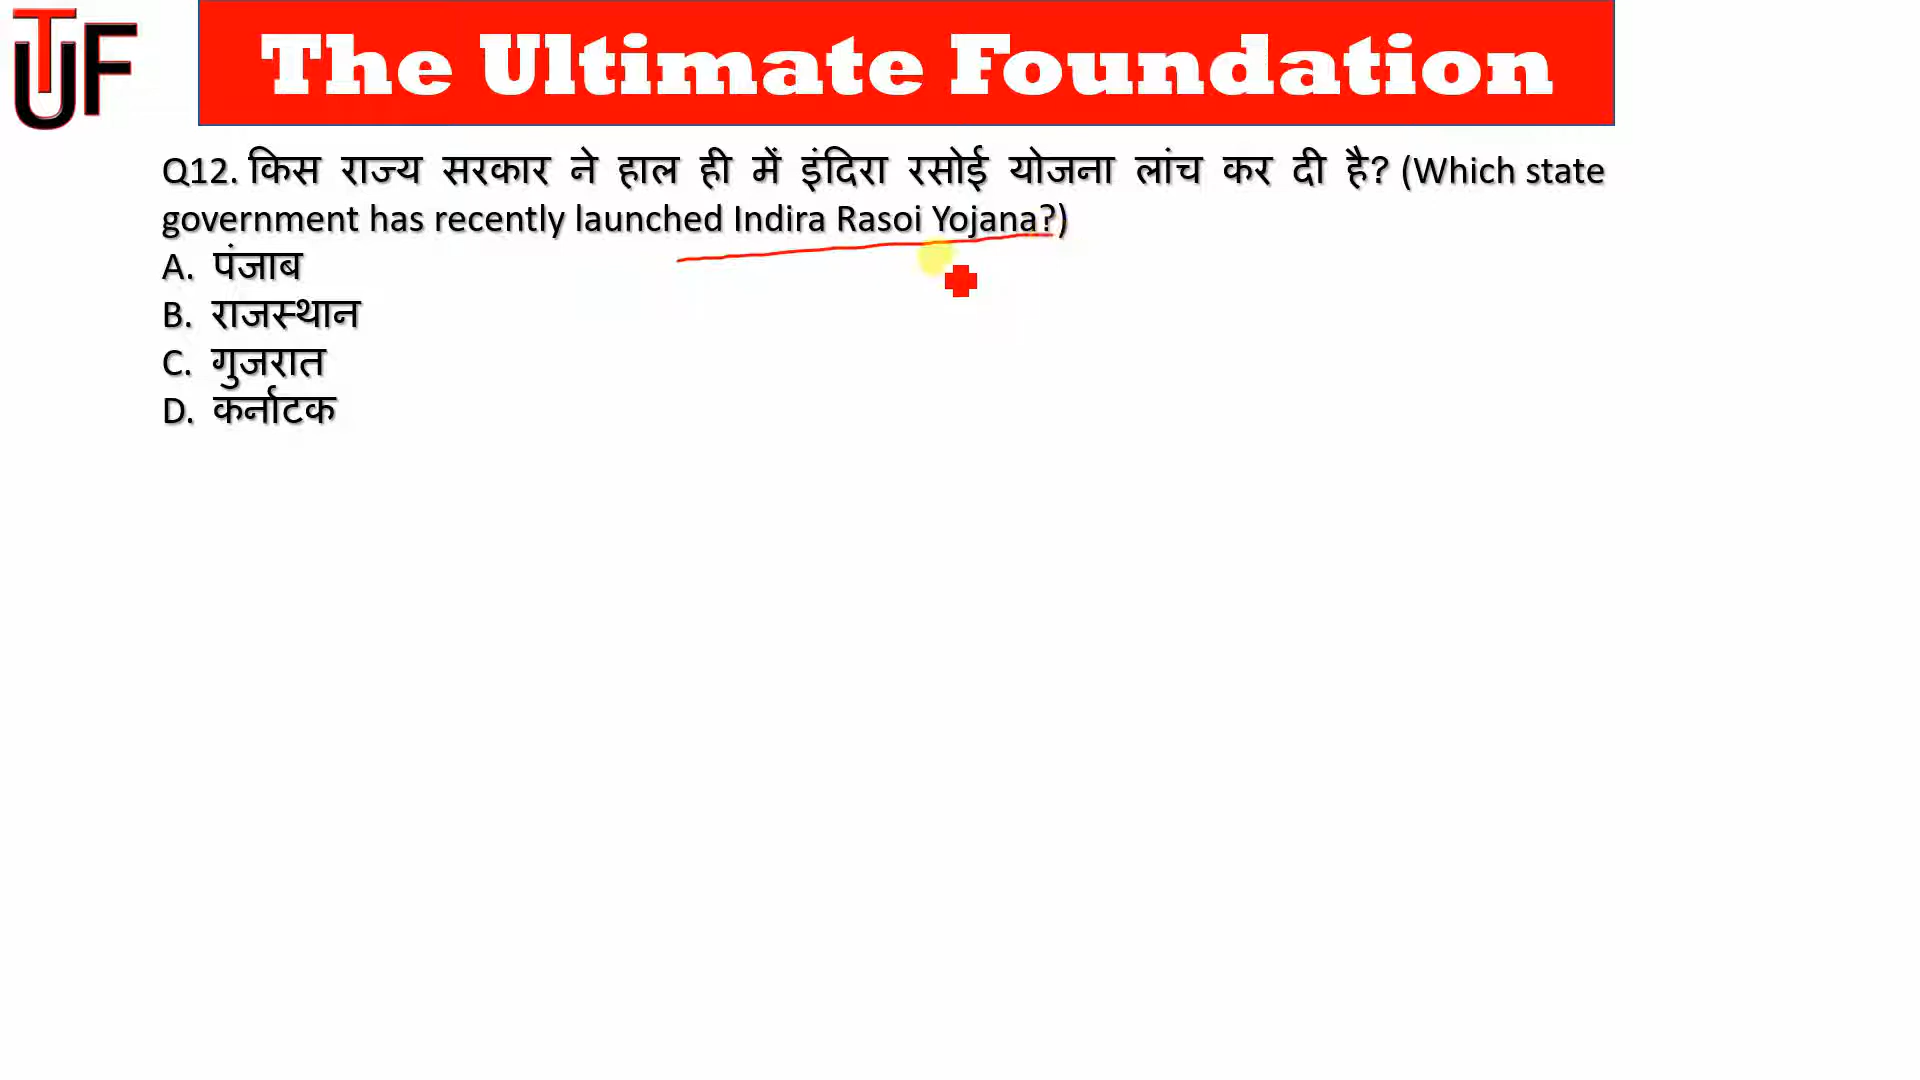 TUF
The Ultimate Foundation
Q12. किस राज्य सरकार ने हाल ही में इंदिरा रसोई योजना लांच कर दी है? (Which state
government has recently launched Indira Rasoi Yojana?)
A. पंजाब
B. राजस्थान
C. गुजरात
D. कर्नाटक